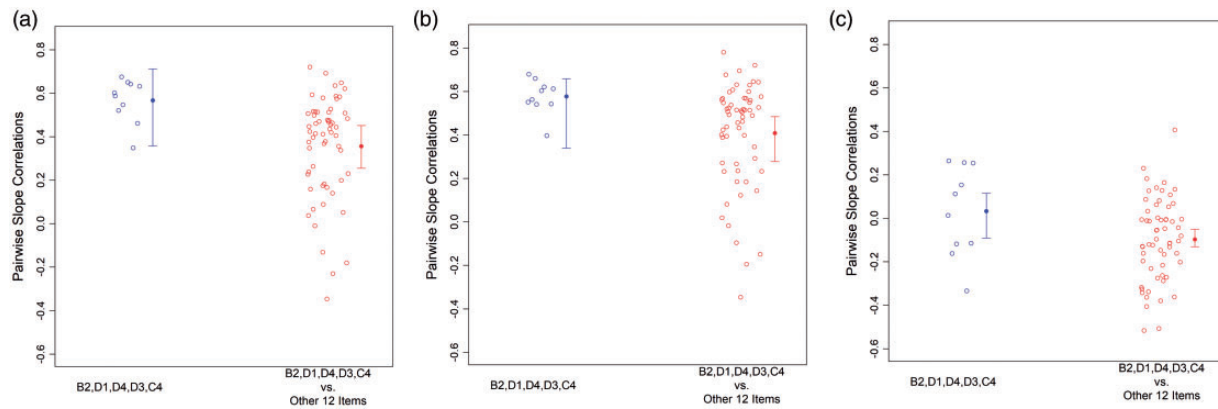 (a)
Pairwise Slope Correlations
0.8
0.6
0.4
0.2
0.0
-0.2
-0.4
-0.6
B2,D1,D4,D3,C4
B2,D1,D4,D3,C4
vs.
Other 12 Items
(b)
Pairwise Slope Correlations
0.8
0.6
0.4
0.2
0.0
-0.2
-0.4
-0.6
B2,D1,D4,D3,C4
B2,D1,D4,D3,C4
vs.
Other 12 Items
(c)
Pairwise Slope Correlations
0.8
0.6
0.4
0.2
0.0
-0.2
-0.4
-0.6
B2,D1,D4,D3,C4
B2,D1,D4,D3,C4
vs.
Other 12 Items